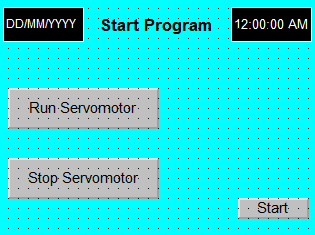 DD/MM/YYYY Start Program 12:00:00 AM
Run Servomotor
Stop Servomotor
Start